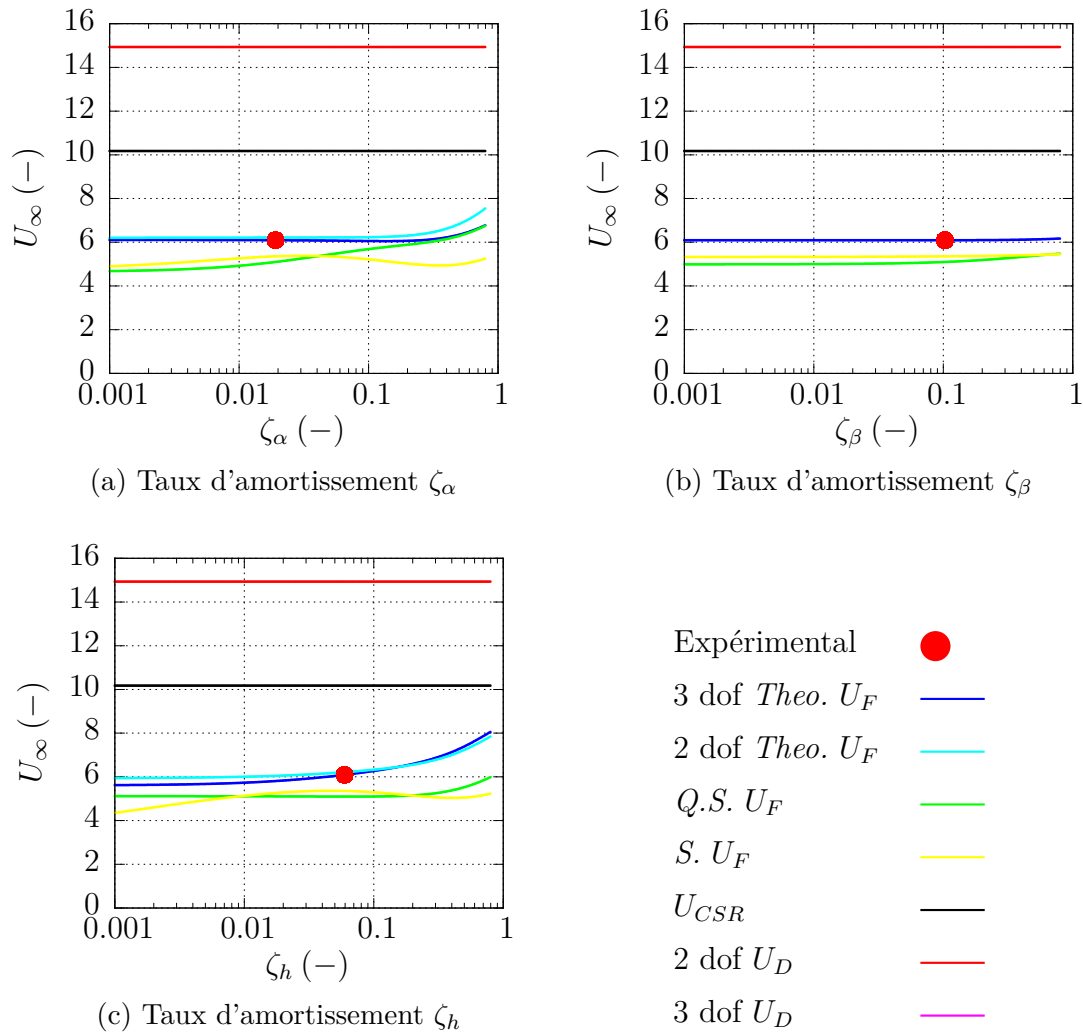 16
14
12
10
8
6
4
2
0
U∞ (−)
0.001 0.01 0.1 1
ζα (−)
(a) Taux d'amortissement ζα
16
14
12
10
8
6
4
2
0
U∞ (−)
0.001 0.01 0.1 1
ζβ (−)
(b) Taux d'amortissement ζβ
16
14
12
10
8
6
4
2
0
U∞ (−)
0.001 0.01 0.1 1
ζh (−)
(c) Taux d'amortissement ζh
Expérimental
3 dof Theo. UF
2 dof Theo. UF
Q.S. UF
S. UF
UCSR
2 dof UD
3 dof UD